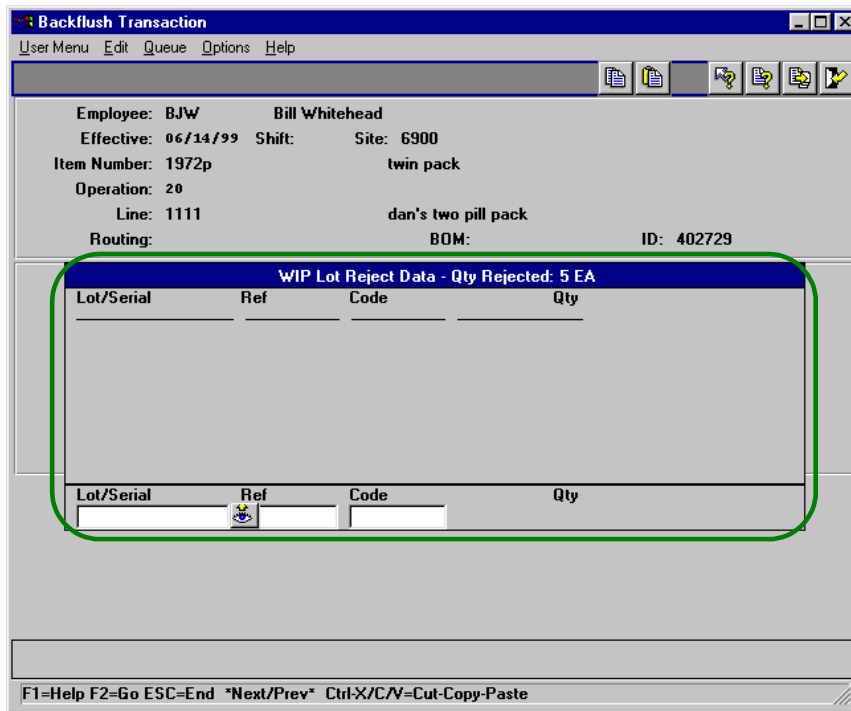 Backflush Transaction
User Menu Edit Queue Options Help
Employee: BJW Bill Whitehead
Effective: 06/14/99 Shift: Site: 6900
Item Number: 1972p twin pack
Operation: 20
Line: 1111 dan's two pill pack
Routing: BOM: ID: 402729
WIP Lot Reject Data - Qty Rejected: 5 EA
Lot/Serial Ref Code Qty
Lot/Serial Ref Code Qty
F1=Help F2=Go ESC=End *Next/Prev* Ctrl-X/C/V=Cut-Copy-Paste